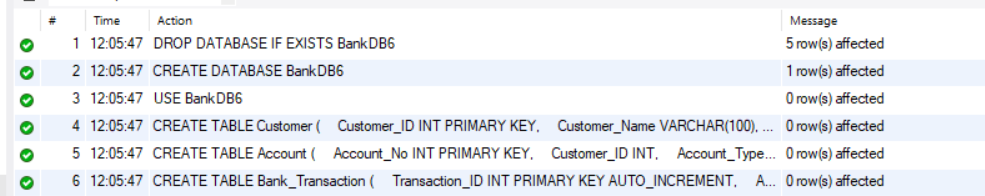 # Time Action Message
1 12:05:47 DROP DATABASE IF EXISTS BankDB6 5 row(s) affected
2 12:05:47 CREATE DATABASE BankDB6 1 row(s) affected
3 12:05:47 USE BankDB6 0 row(s) affected
4 12:05:47 CREATE TABLE Customer ( Customer_ID INT PRIMARY KEY, Customer_Name VARCHAR(100), ... 0 row(s) affected
5 12:05:47 CREATE TABLE Account ( Account_No INT PRIMARY KEY, Customer_ID INT, Account_Type... 0 row(s) affected
6 12:05:47 CREATE TABLE Bank_Transaction ( Transaction_ID INT PRIMARY KEY AUTO_INCREMENT, A... 0 row(s) affected